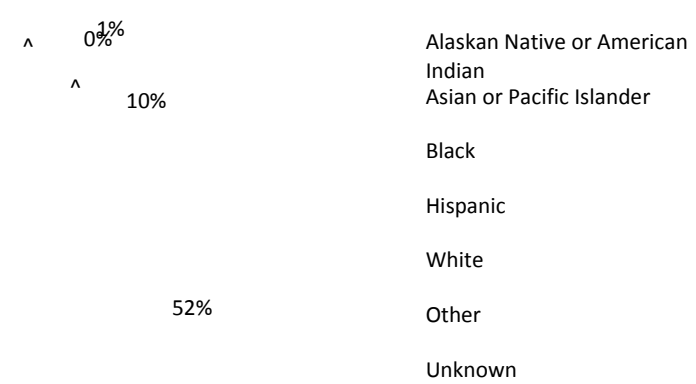 1%
0%
^
^
10%
52%
Alaskan Native or American
Indian
Asian or Pacific Islander
Black
Hispanic
White
Other
Unknown